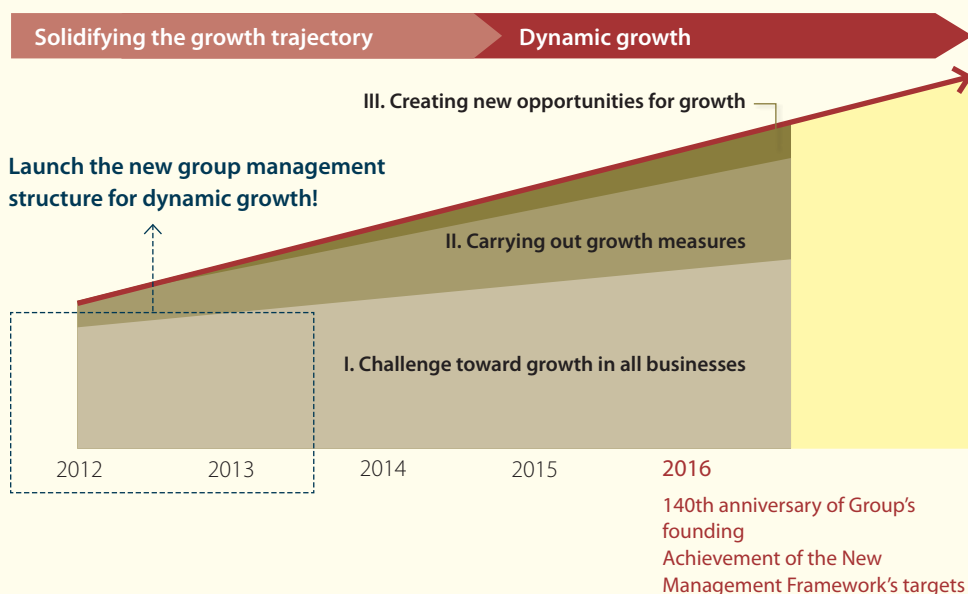 Solidifying the growth trajectory
Dynamic growth
III. Creating new opportunities for growth
Launch the new group management
structure for dynamic growth!
II. Carrying out growth measures
I. Challenge toward growth in all businesses
2012
2013
2014
2015
2016
140th anniversary of Group's
founding
Achievement of the New
Management Framework's targets